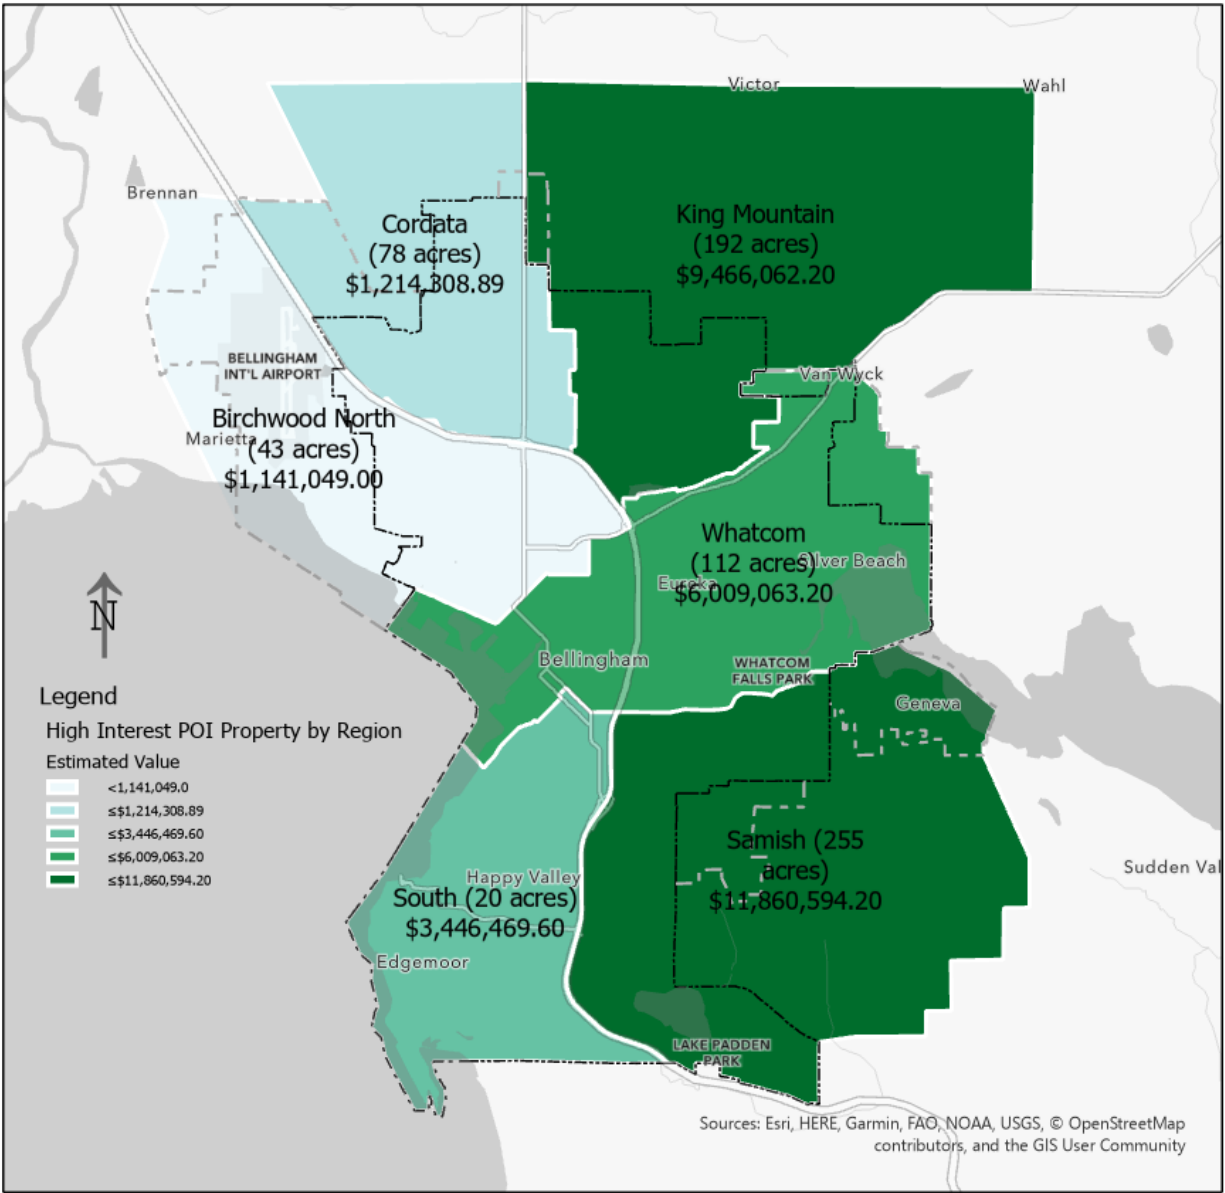 Victor
Wahl
Brennan
Cordata
(78 acres)
$1,214,308.89
King Mountain
(192 acres)
$9,466,062.20
BELLINGHAM
INT'L AIRPORT
Van Wyck
Birchwood North
Marietta
(43 acres)
$1,141,049.00
Whatcom
(112 acres)
Silver Beach
Eureka
$6,009,063.20
N
Bellingham
WHATCOM
FALLS PARK
Geneva
Legend
High Interest POI Property by Region
Estimated Value
<1,141,049.0
≤$1,214,308.89
≤$3,446,469.60
≤$6,009,063.20
≤$11,860,594.20
Samish (255
acres)
$11,860,594.20
Sudden Val
Happy Valley
South (20 acres)
$3,446,469.60
Edgemoor
LAKE PADDEN
PARK
Sources: Esri, HERE, Garmin, FAO, NOAA, USGS, © OpenStreetMap
contributors, and the GIS User Community